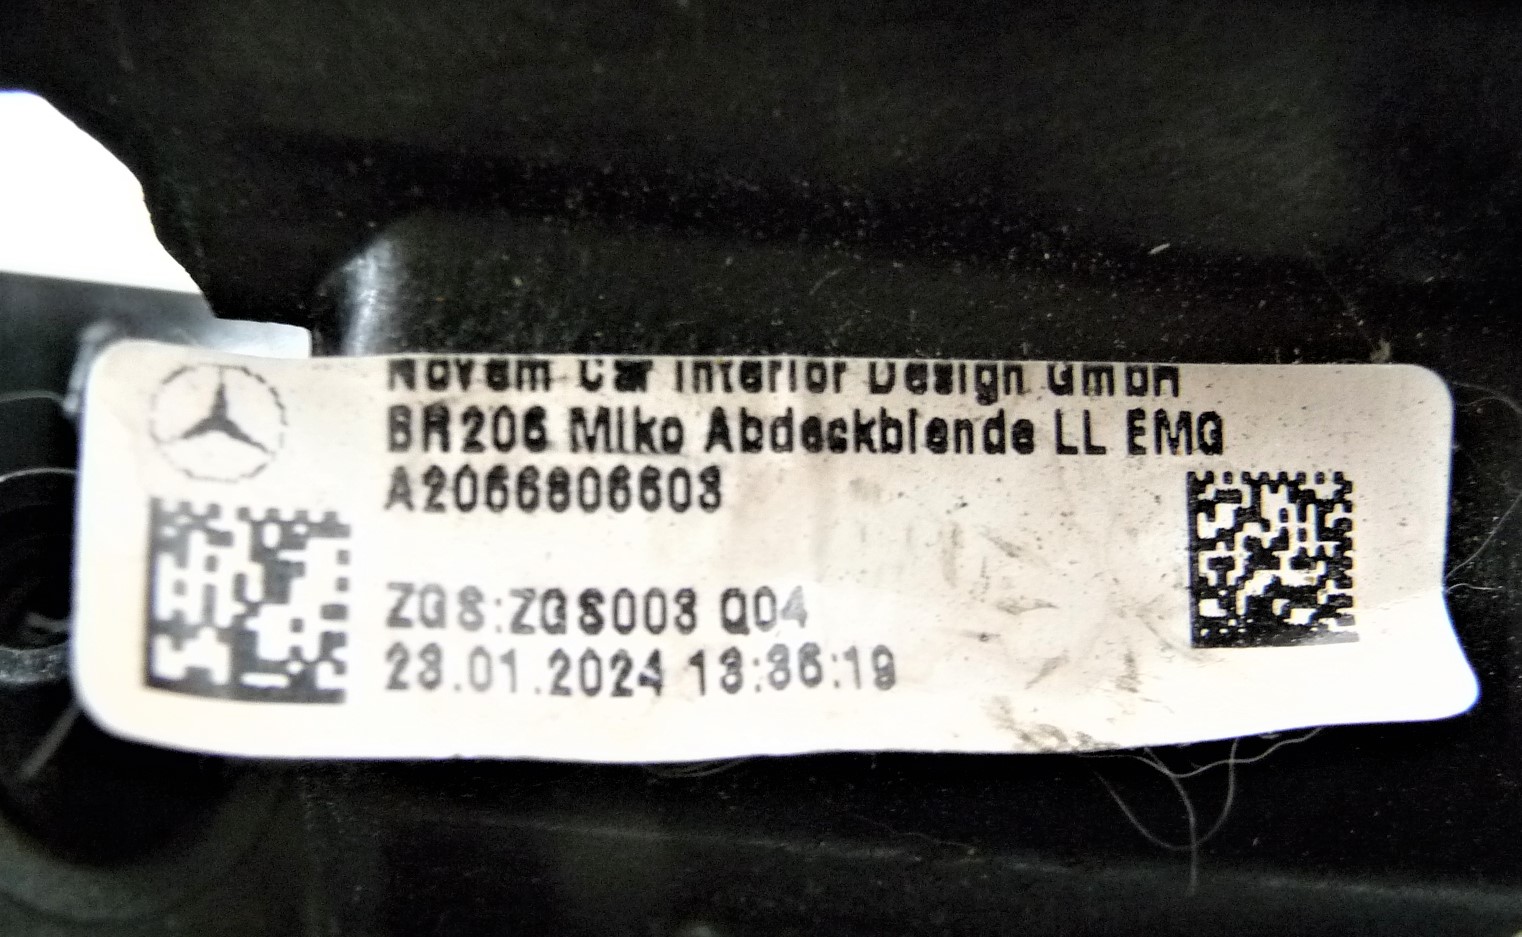 Novem Car Interior Design GmbH
BR206 Miko Abdeckblende LL EMG
A2066806603
ZGS:ZGS003 Q04
23.01.2024 13:36:19